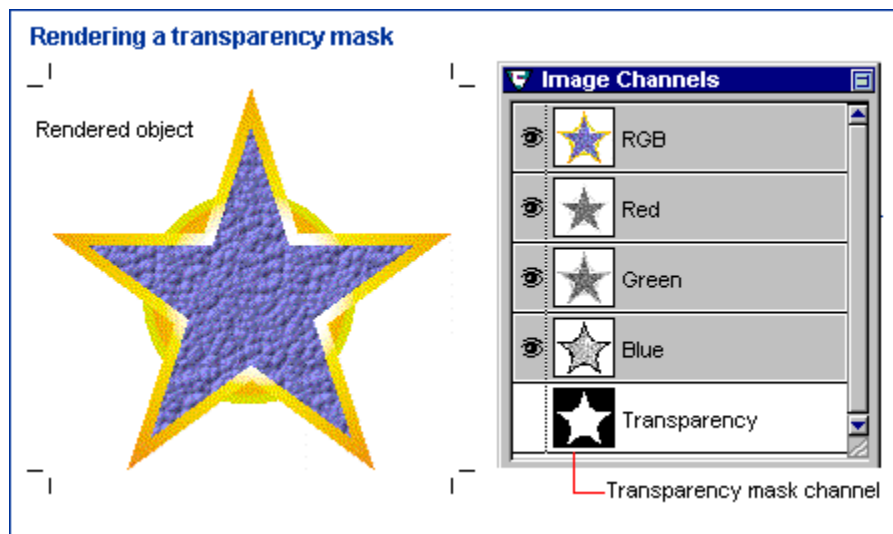 Rendering a transparency mask
Rendered object
Image Channels
RGB
Red
Green
Blue
Transparency
Transparency mask channel